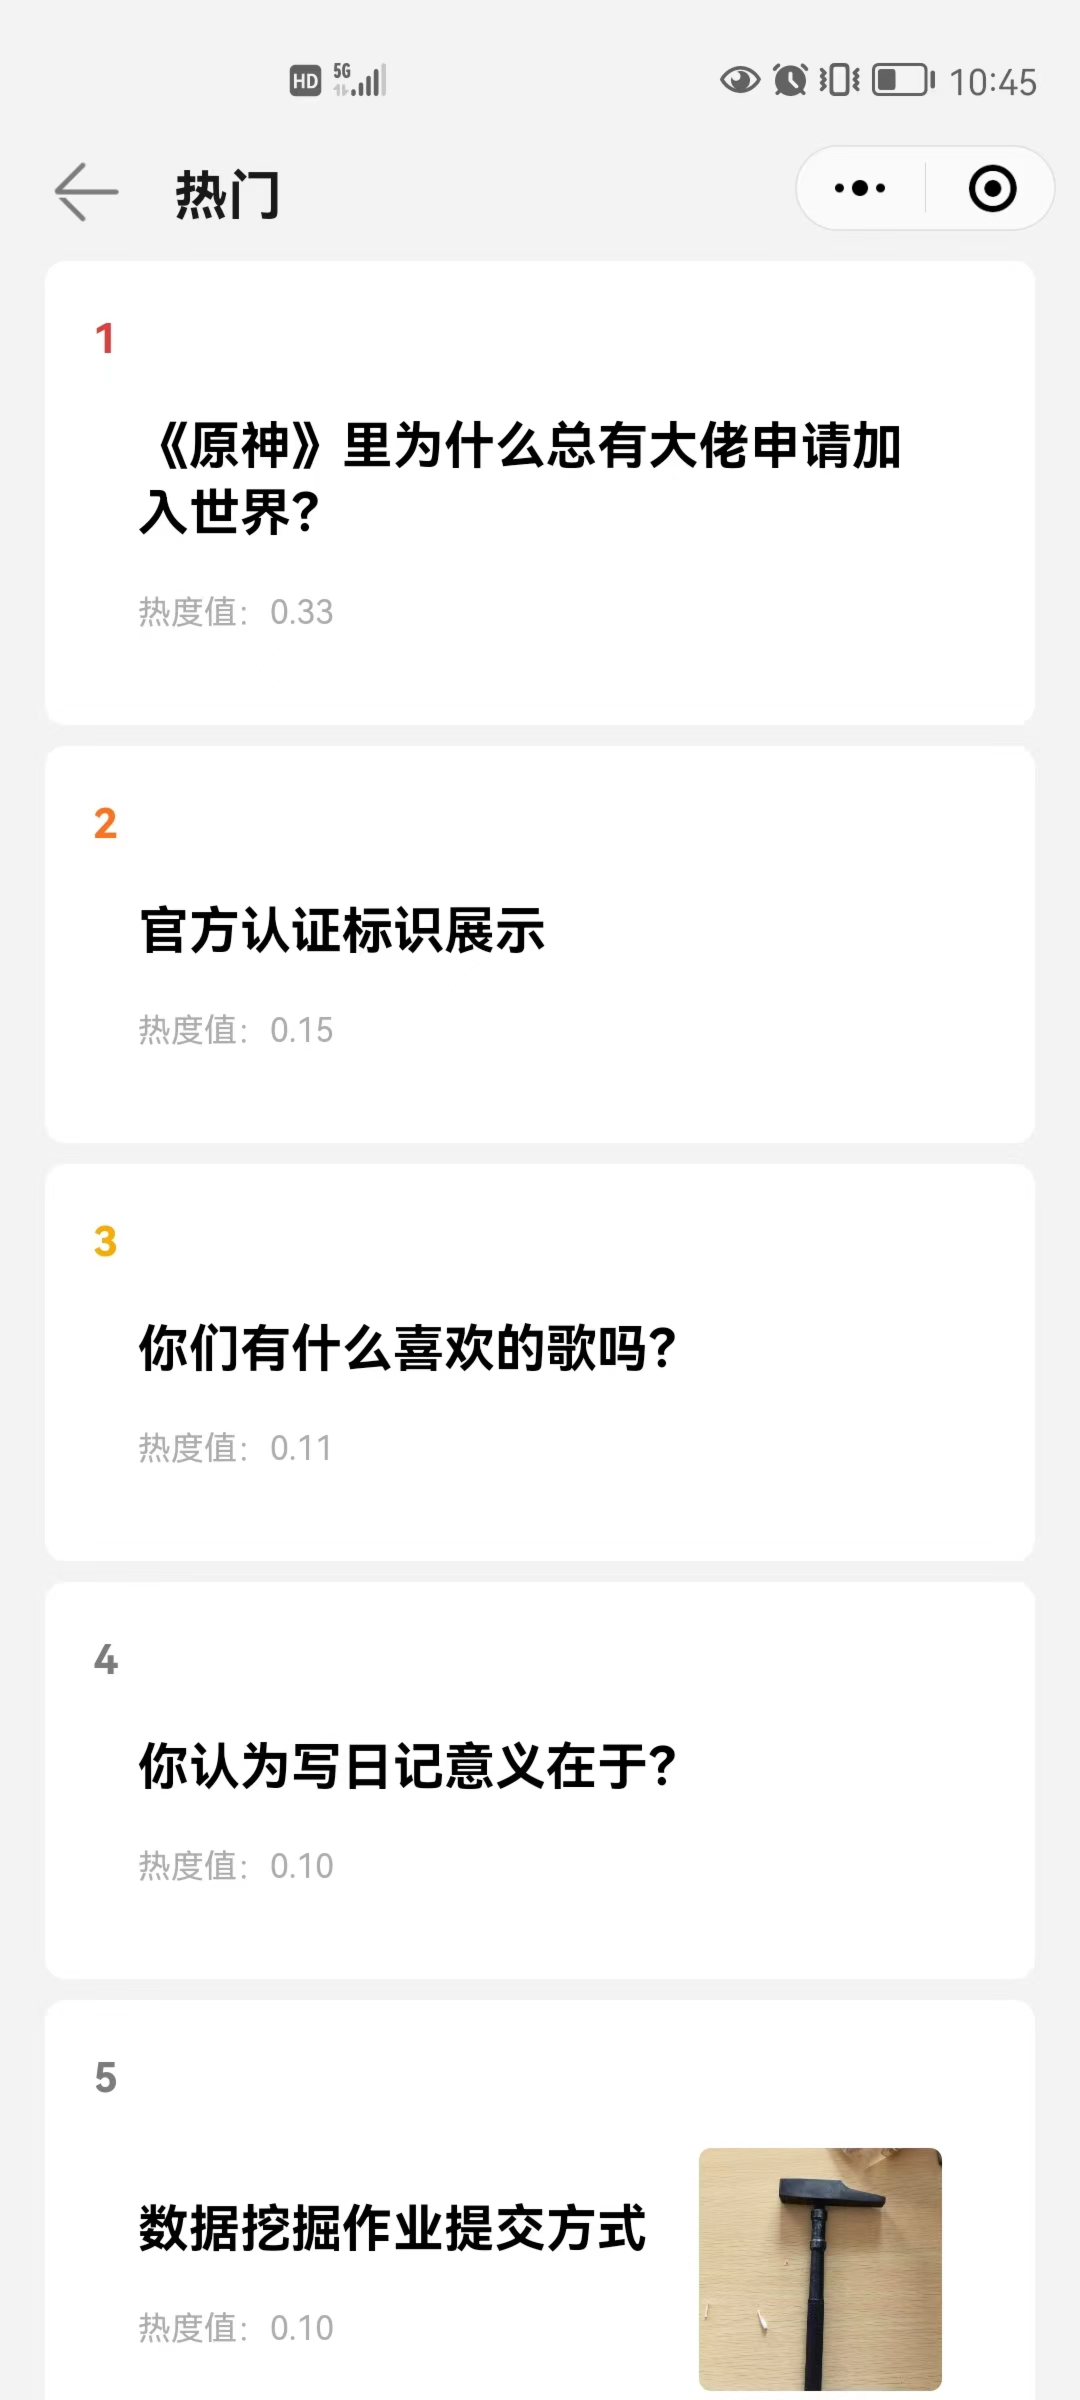 HD 5G 10:45
热门
1
《原神》里为什么总有大佬申请加
入世界？
热度值：0.33
2
官方认证标识展示
热度值：0.15
3
你们有什么喜欢的歌吗？
热度值：0.11
4
你认为写日记意义在于？
热度值：0.10
5
数据挖掘作业提交方式
热度值：0.10